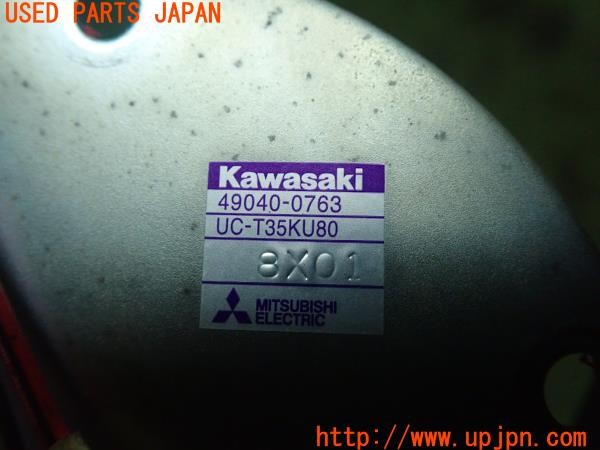 USED PARTS JAPAN
Kawasaki
49040-0763
UC-T35KU80
8X01
MITSUBISHI
ELECTRIC
http://www.upjpn.com/